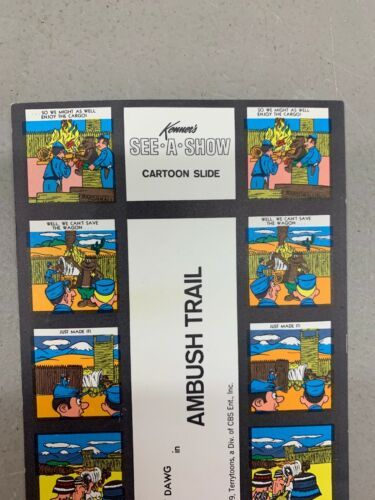 SO WE MIGHT AS WELL
ENJOY THE CARGO!
Kenner's
SEE•A•SHOW
CARTOON SLIDE
SO WE MIGHT AS WELL
ENJOY THE CARGO!
WELL, WE CAN'T SAVE
THE WAGON
WELL, WE CAN'T SAVE
THE WAGON
JUST MADE IT!
JUST MADE IT!
DAWG in
AMBUSH TRAIL
9, Terrytoons, a Div. of CBS Ent., Inc.